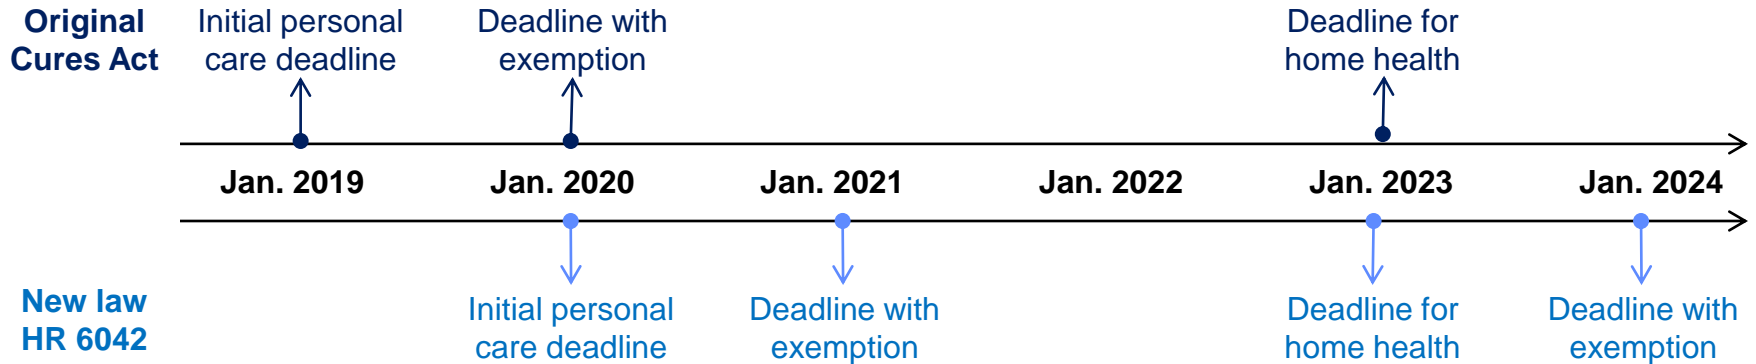 Original
Cures Act
Initial personal
care deadline
Deadline with
exemption
Deadline for
home health
Jan. 2019
Jan. 2020
Jan. 2021
Jan. 2022
Jan. 2023
Jan. 2024
New law
HR 6042
Initial personal
care deadline
Deadline with
exemption
Deadline for
home health
Deadline with
exemption